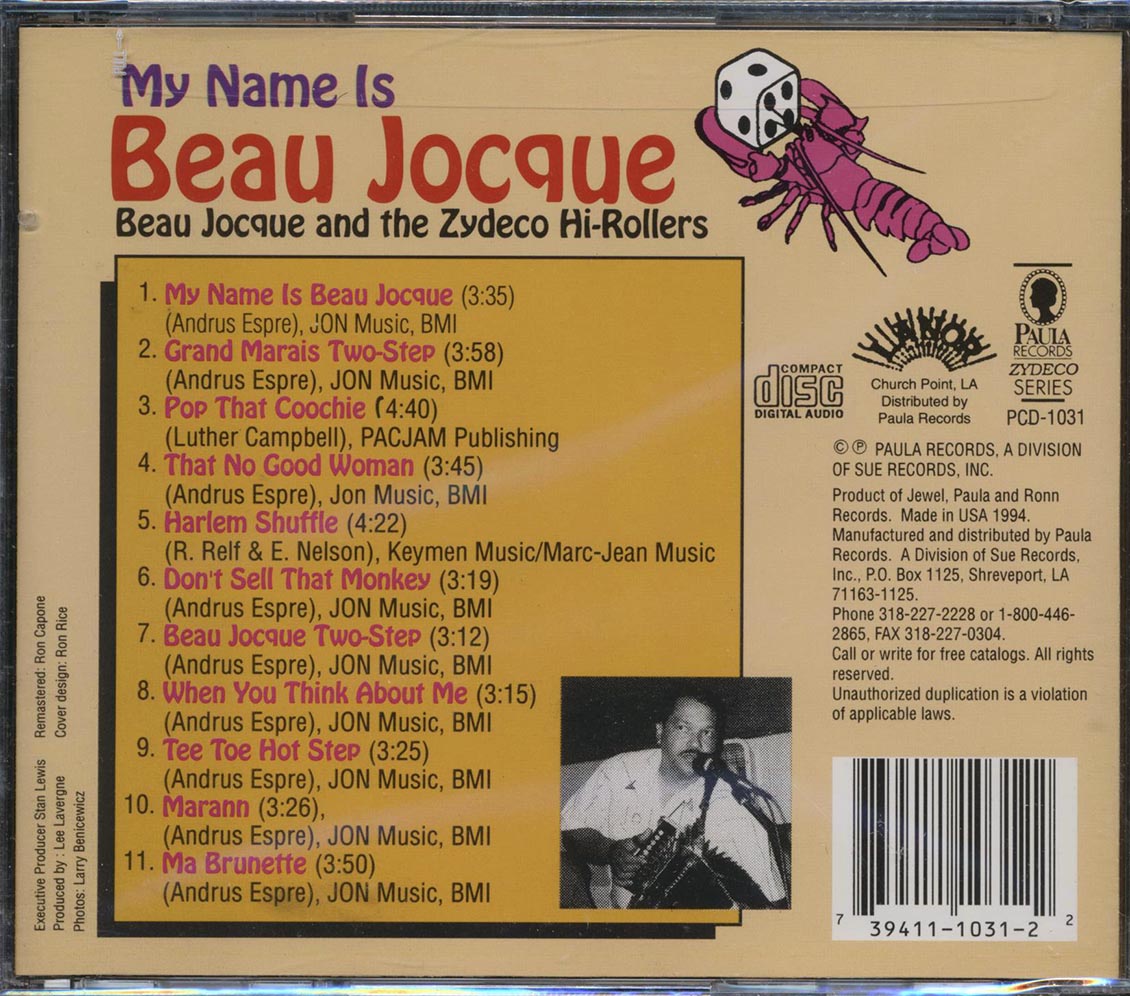 My Name Is
Beau Jocque
Beau Jocque and the Zydeco Hi-Rollers
1. My Name Is Beau Jocque (3:35)
(Andrus Espre), JON Music, BMI
2. Grand Marais Two-Step (3:58)
(Andrus Espre), JON Music, BMI
3. Pop That Coochie (4:40)
(Luther Campbell), PACJAM Publishing
4. That No Good Woman (3:45)
(Andrus Espre), Jon Music, BMI
5. Harlem Shuffle (4:22)
(R. Relf & E. Nelson), Keymen Music/Marc-Jean Music
6. Don't Sell That Monkey (3:19)
(Andrus Espre), JON Music, BMI
7. Beau Jocque Two-Step (3:12)
(Andrus Espre), JON Music, BMI
8. When You Think About Me (3:15)
(Andrus Espre), JON Music, BMI
9. Tee Toe Hot Step (3:25)
(Andrus Espre), JON Music, BMI
10. Marann (3:26),
(Andrus Espre), JON Music, BMI
11. Ma Brunette (3:50)
(Andrus Espre), JON Music, BMI
Executive Producer Stan Lewis
Produced by : Lee Lavergne
Photos: Larry Benicewicz
Remastered: Ron Capone
Cover design: Ron Rice
COMPACT
disc
DIGITAL AUDIO
LANOR
Church Point, LA
Distributed by
Paula Records
PAULA
RECORDS
ZYDECO
SERIES
PCD-1031
© ℗ PAULA RECORDS, A DIVISION
OF SUE RECORDS, INC.
Product of Jewel, Paula and Ronn
Records. Made in USA 1994.
Manufactured and distributed by Paula
Records. A Division of Sue Records,
Inc., P.O. Box 1125, Shreveport, LA
71163-1125.
Phone 318-227-2228 or 1-800-446-
2865, FAX 318-227-0304.
Call or write for free catalogs. All rights
reserved.
Unauthorized duplication is a violation
of applicable laws.
7 39411-1031-2 2